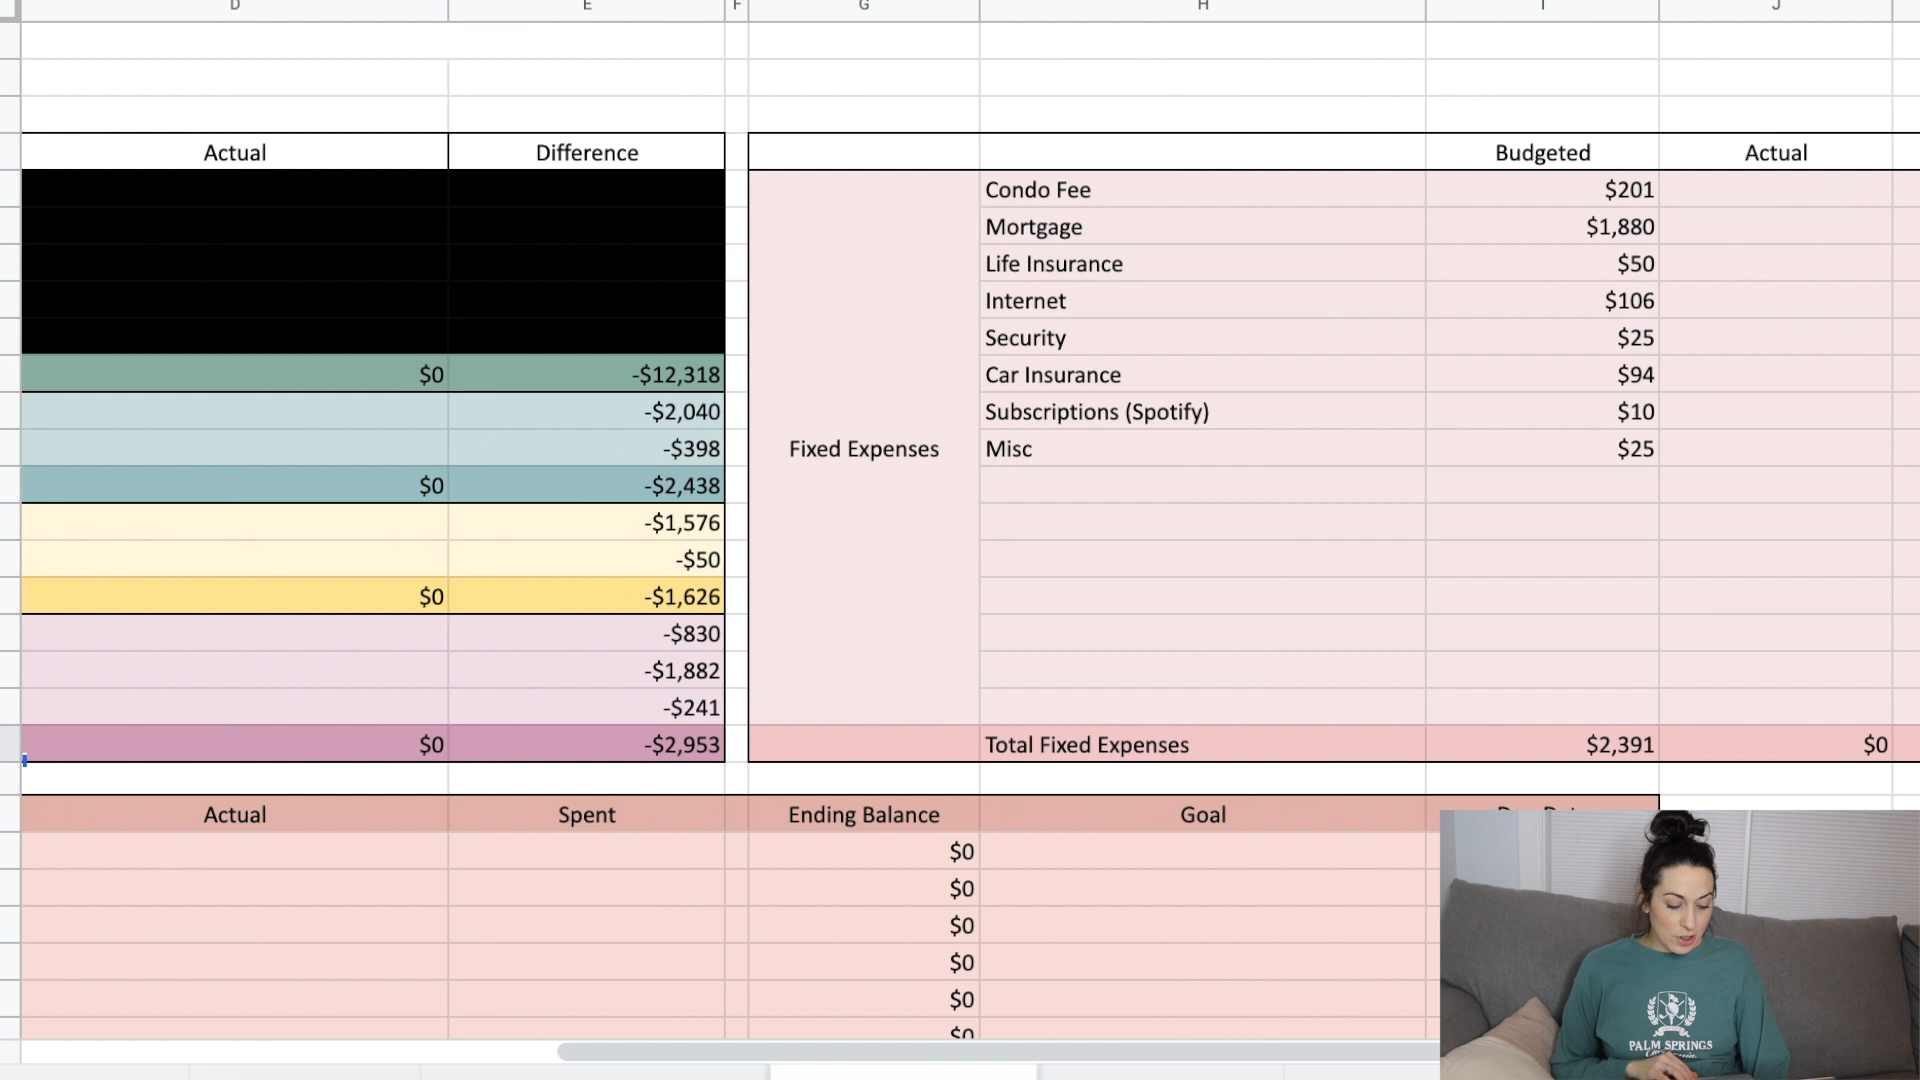 D E F G H I J
Actual Difference Budgeted Actual
Condo Fee $201
Mortgage $1,880
Life Insurance $50
Internet $106
Security $25
$0 -$12,318 Car Insurance $94
-$2,040 Subscriptions (Spotify) $10
-$398 Fixed Expenses Misc $25
$0 -$2,438
-$1,576
-$50
$0 -$1,626
-$830
-$1,882
-$241
$0 -$2,953 Total Fixed Expenses $2,391 $0
Actual Spent Ending Balance Goal
$0
$0
$0
$0
$0
$0
PALM SPRINGS